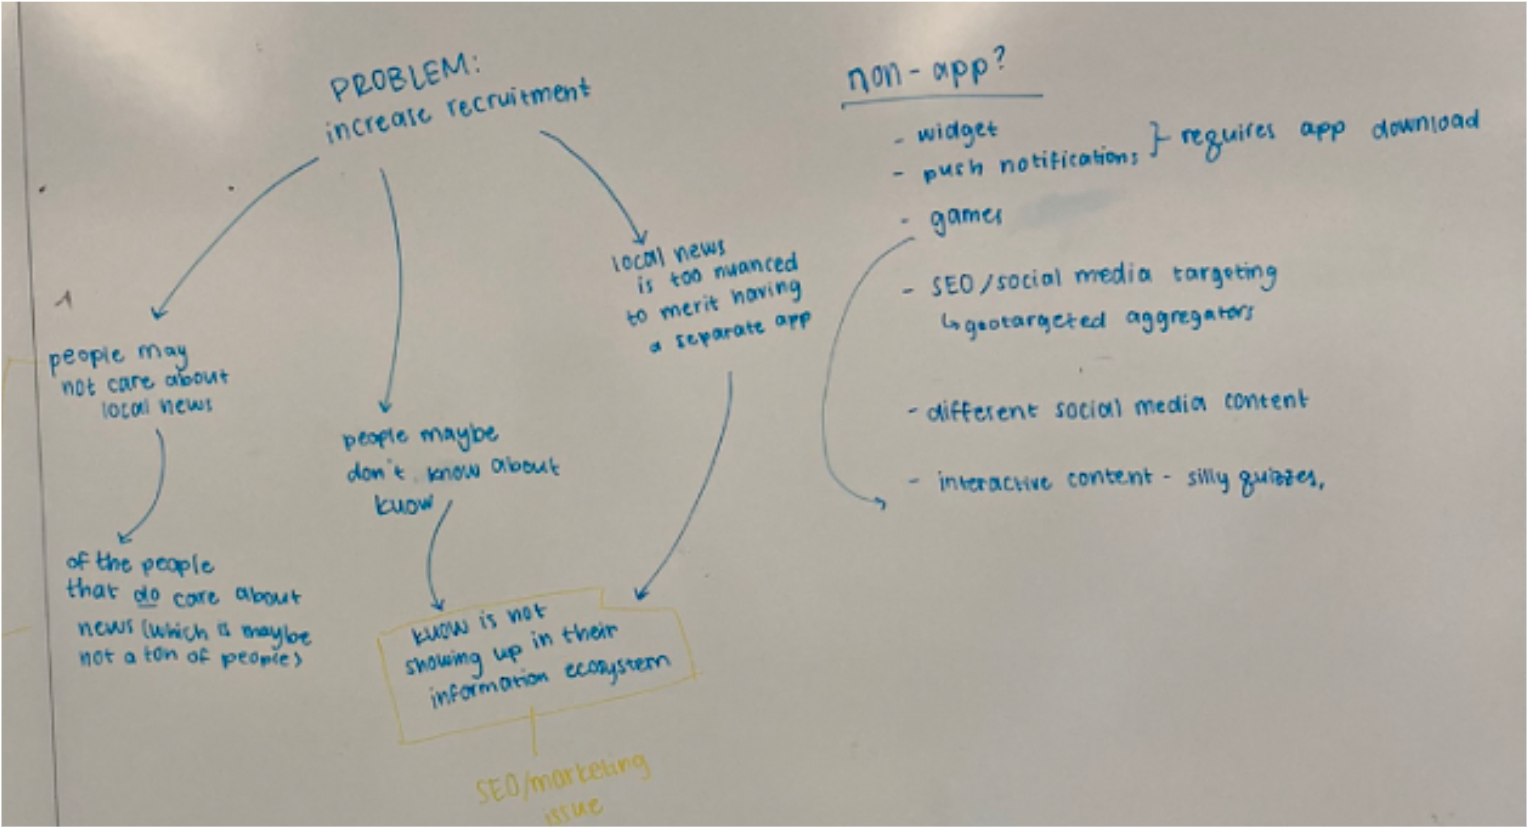 PROBLEM:
increase recruitment
people may
not care about
local news
of the people
that do care about
news (which is maybe
not a ton of people)
people maybe
don't know about
kuow
local news
is too nuanced
to merit having
a separate app
kuow is not
showing up in their
information ecosystem
SEO/marketing
issue
non-app?
- widget
- push notifications } requires app download
- games
- SEO/social media targeting
↳ geotargeted aggregators
- different social media content
- interactive content - silly quizzes,